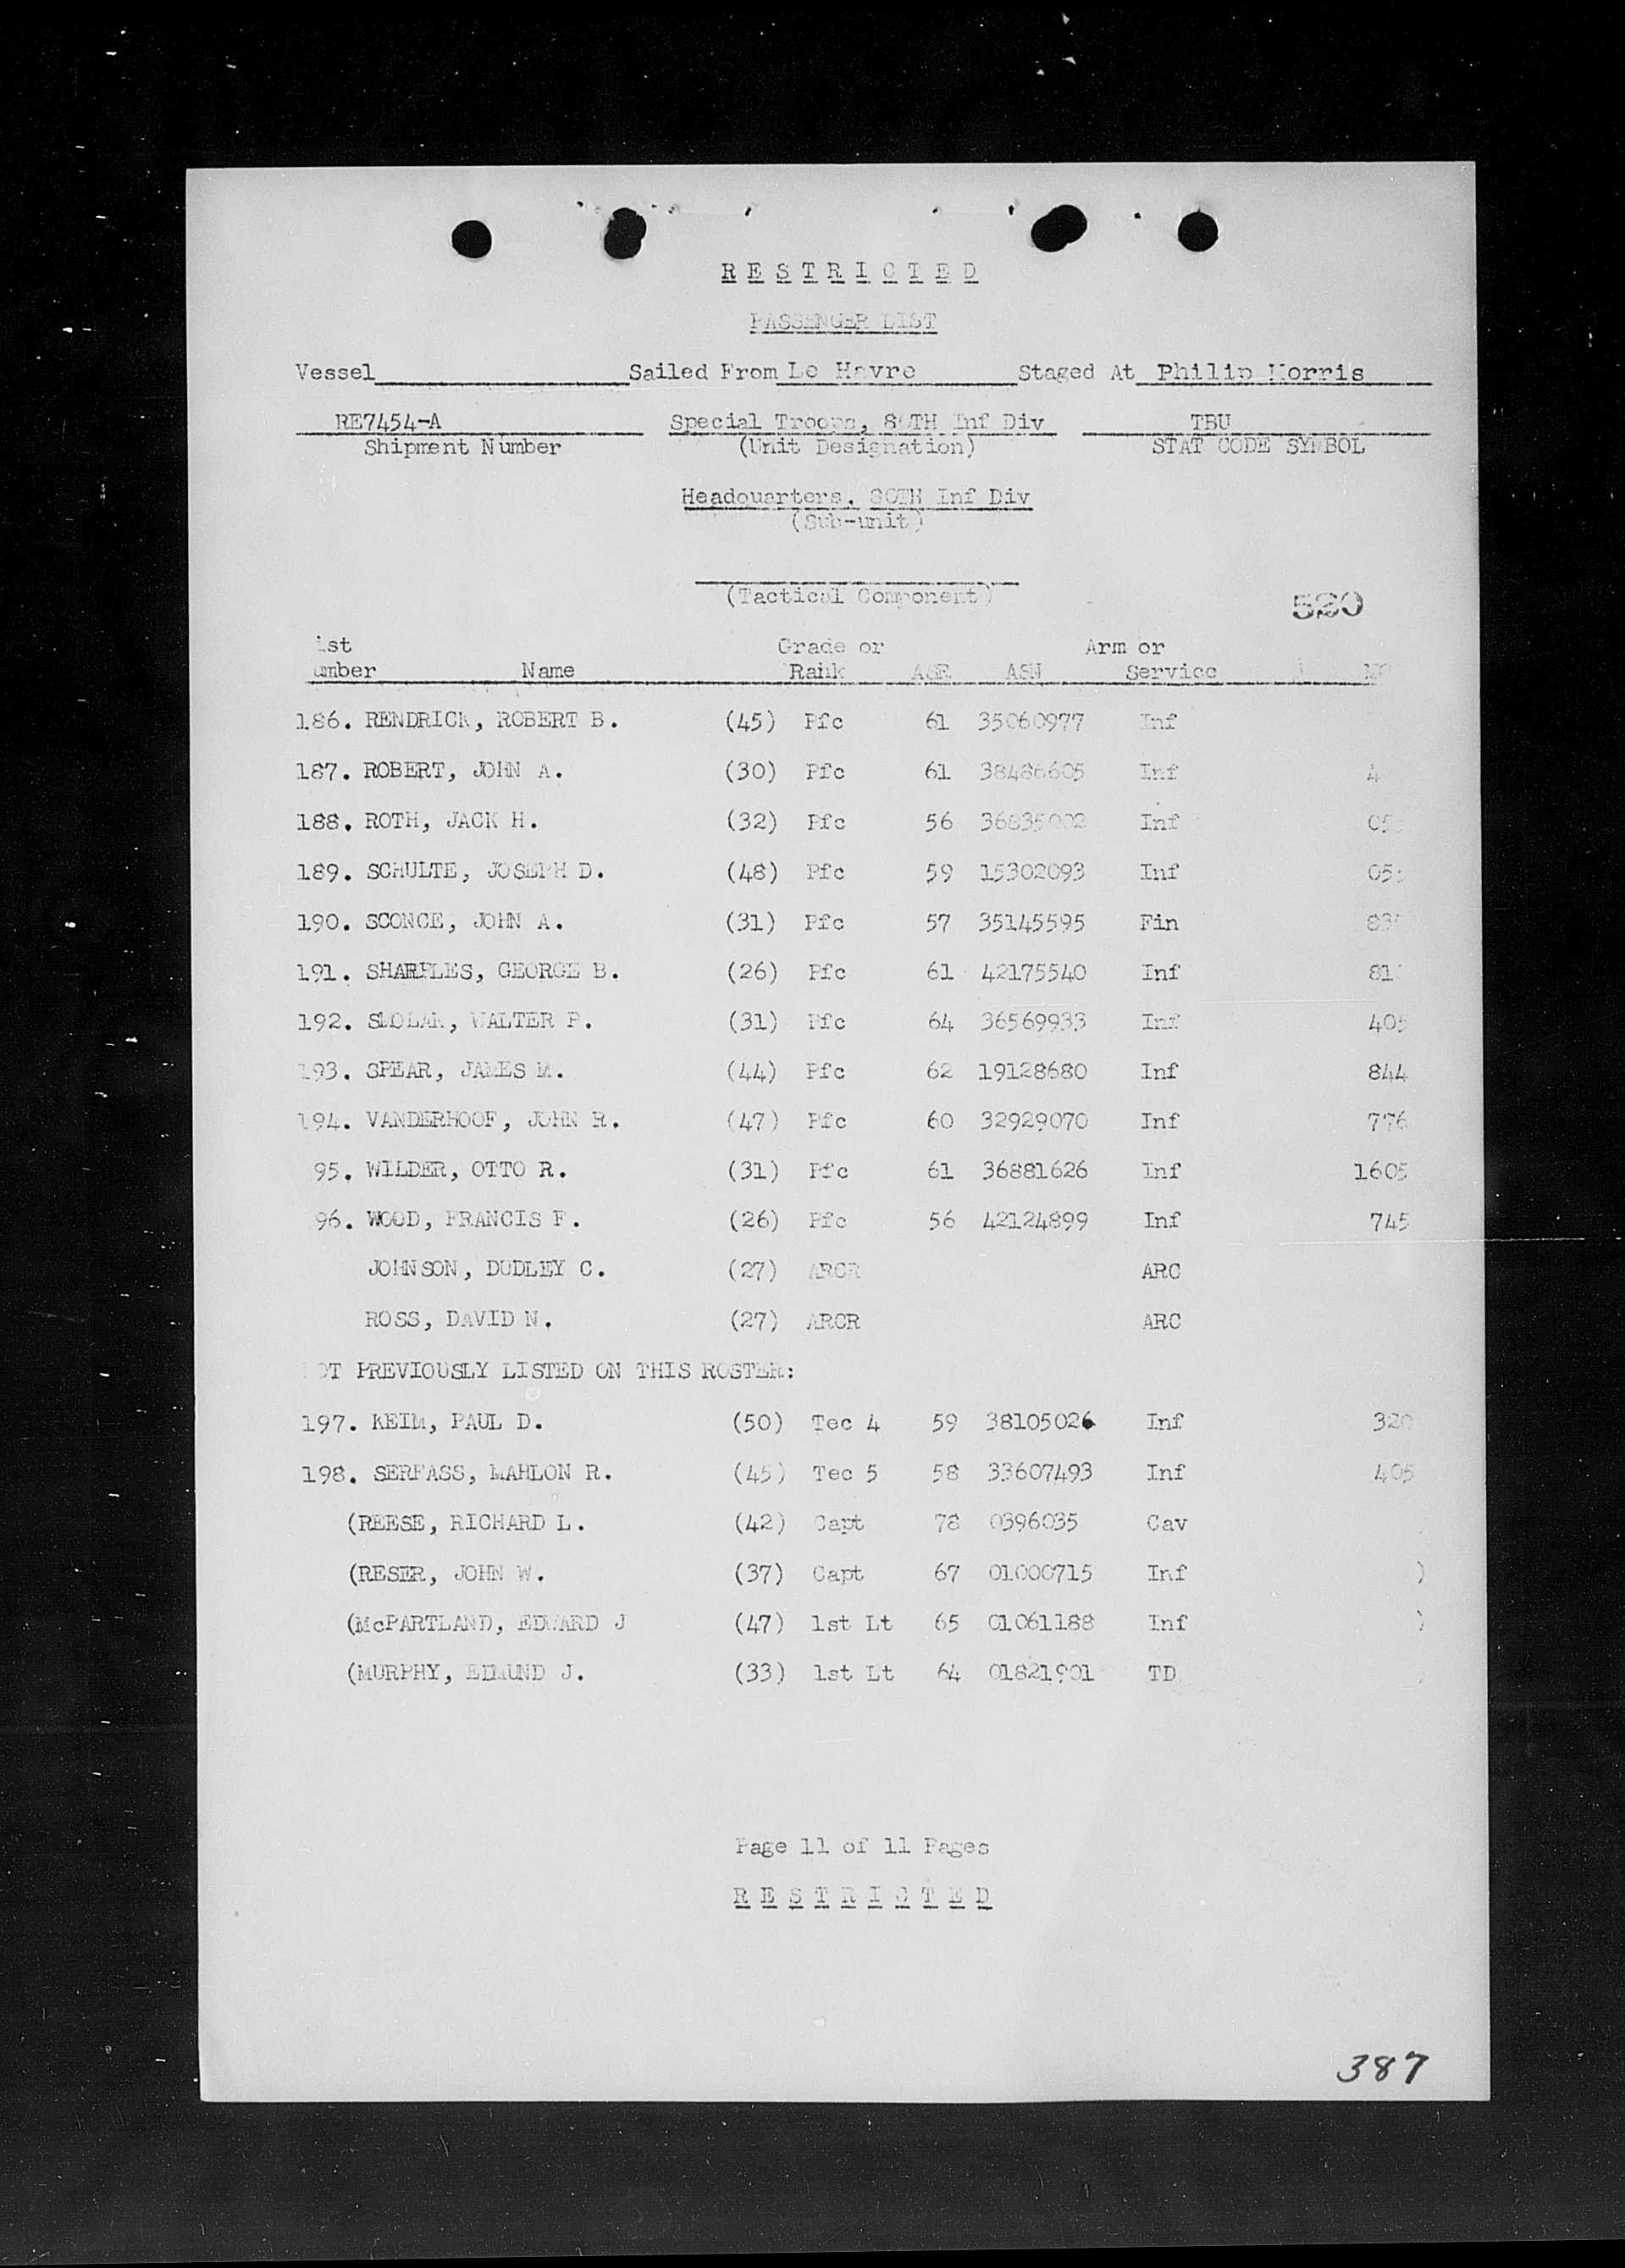 R E S T R I C T E D
PASSENGER LIST
Vessel Sailed From Le Havre Staged At Philip Morris
RE7454-A Special Troops, 80TH Inf Div TBU
Shipment Number (Unit Designation) STAT CODE SYMBOL
Headquarters, 80TH Inf Div
(Sub-unit)
(Tactical Component)
520
ist Grade or Arm or
umber Name Rank ASR ASN Service
186. RENDRICK, ROBERT B. (45) Pfc 61 35060977 Inf
187. ROBERT, JOHN A. (30) Pfc 61 38486605 Inf
188. ROTH, JACK H. (32) Pfc 56 Inf
189. SCHULTE, JOSEPH D. (48) Pfc 59 15302093 Inf
190. SCONCE, JOHN A. (31) Pfc 57 35145595 Fin
191. SHARPLES, GEORGE B. (26) Pfc 61 42175540 Inf
192. SMOLAK, WALTER P. (31) Pfc 64 36569933 Inf 405
193. SPEAR, JAMES M. (44) Pfc 62 19128680 Inf 844
194. VANDERHOOF, JOHN R. (47) Pfc 60 32929070 Inf 776
95. WILDER, OTTO R. (31) Pfc 61 36881626 Inf 1605
96. WOOD, FRANCIS F. (26) Pfc 56 42124899 Inf 745
JOHNSON, DUDLEY C. (27) ARCR ARC
ROSS, DAVID N. (27) ARCR ARC
OT PREVIOUSLY LISTED ON THIS ROSTER:
197. KEIM, PAUL D. (50) Tec 4 59 38105026 Inf 320
198. SERFASS, MAHLON R. (45) Tec 5 58 33607493 Inf 405
(REESE, RICHARD L. (42) Capt 78 0396035 Cav
(RESER, JOHN W. (37) Capt 67 01000715 Inf )
(McPARTLAND, EDWARD J (47) 1st Lt 65 01061188 Inf )
(MURPHY, EDMUND J. (33) 1st Lt 64 01821901 TD
Page 11 of 11 Pages
R E S T R I C T E D
387